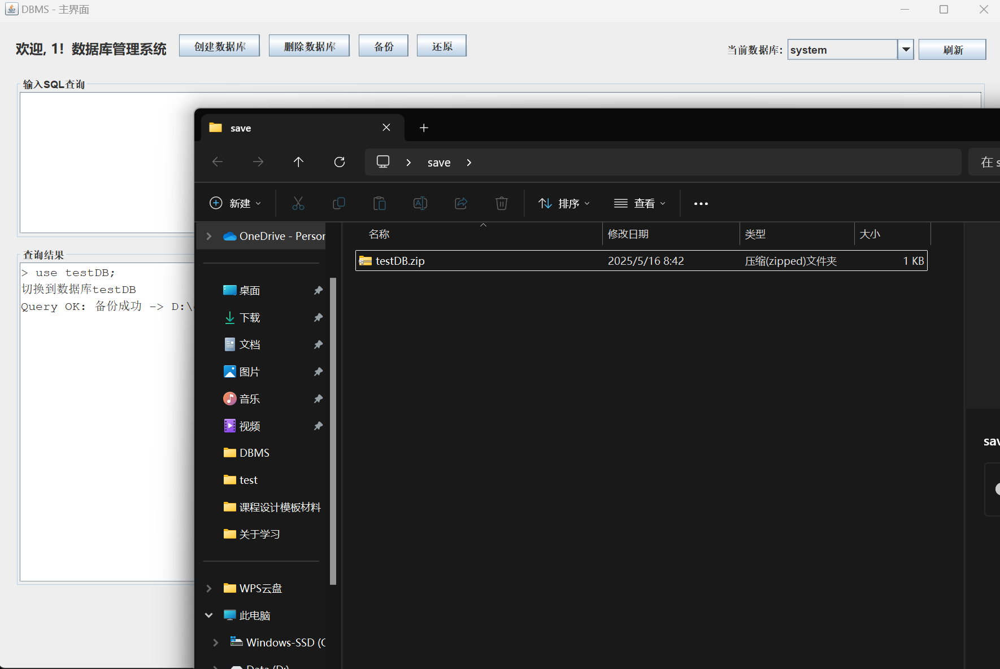 DBMS - 主界面
欢迎, 1! 数据库管理系统
创建数据库
删除数据库
备份
还原
当前数据库:
system
刷新
输入SQL查询
查询结果
> use testDB;
切换到数据库testDB
Query OK: 备份成功 -> D:\
save
save
在
新建
排序
查看
OneDrive - Person
桌面
下载
文档
图片
音乐
视频
DBMS
test
课程设计模板材料
关于学习
WPS云盘
此电脑
Windows-SSD (C
Data (D:)
名称 修改日期 类型 大小
testDB.zip 2025/5/16 8:42 压缩(zipped)文件夹 1 KB
sav